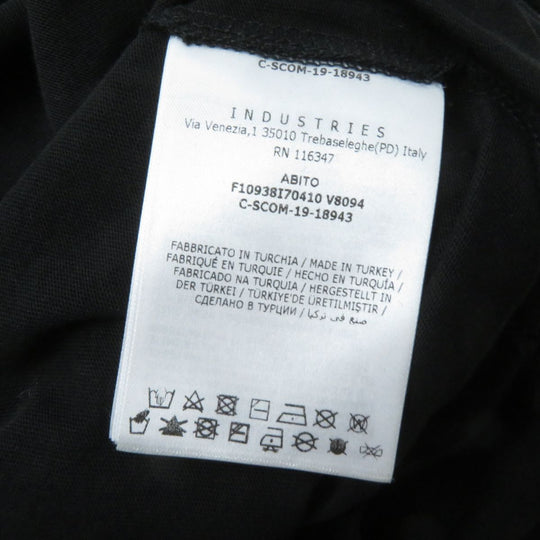 C-SCOM-19-18943
INDUSTRIES
Via Venezia,1 35010 Trebaseleghe(PD) Italy
RN 116347
ABITO
F10938I70410 V8094
C-SCOM-19-18943
FABBRICATO IN TURCHIA / MADE IN TURKEY /
FABRIQUÉ EN TURQUIE / HECHO EN TURQUÍA /
FABRICADO NA TURQUIA / HERGESTELLT IN
DER TÜRKEI / TÜRKIYE'DE ÜRETILMIŞTIR /
СДЕЛАНО В ТУРЦИИ / صنع في تركيا